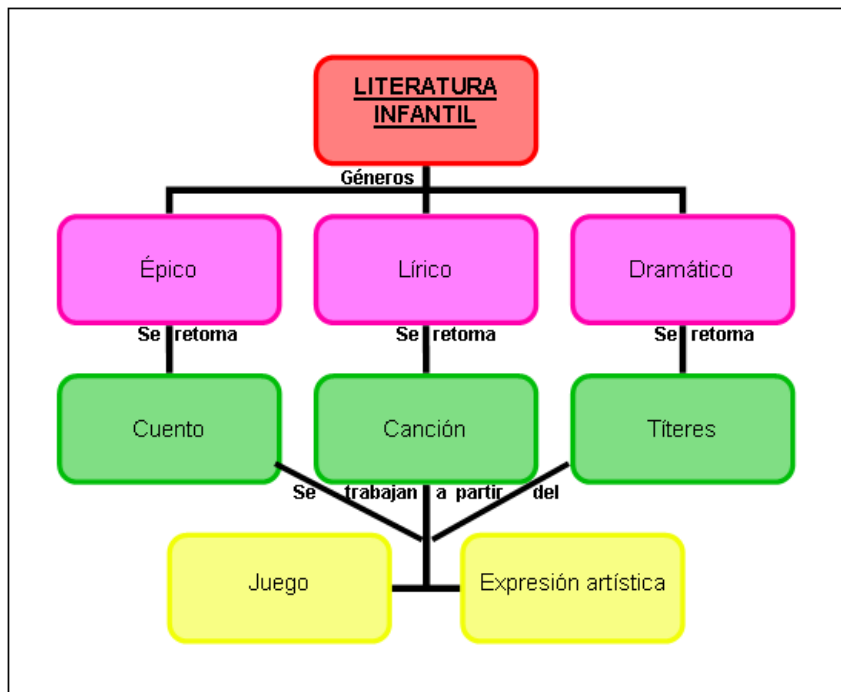 LITERATURA
INFANTIL
Géneros
Épico
Lírico
Dramático
Se retoma
Se retoma
Se retoma
Cuento
Canción
Títeres
Se trabajan a partir del
Juego
Expresión artística